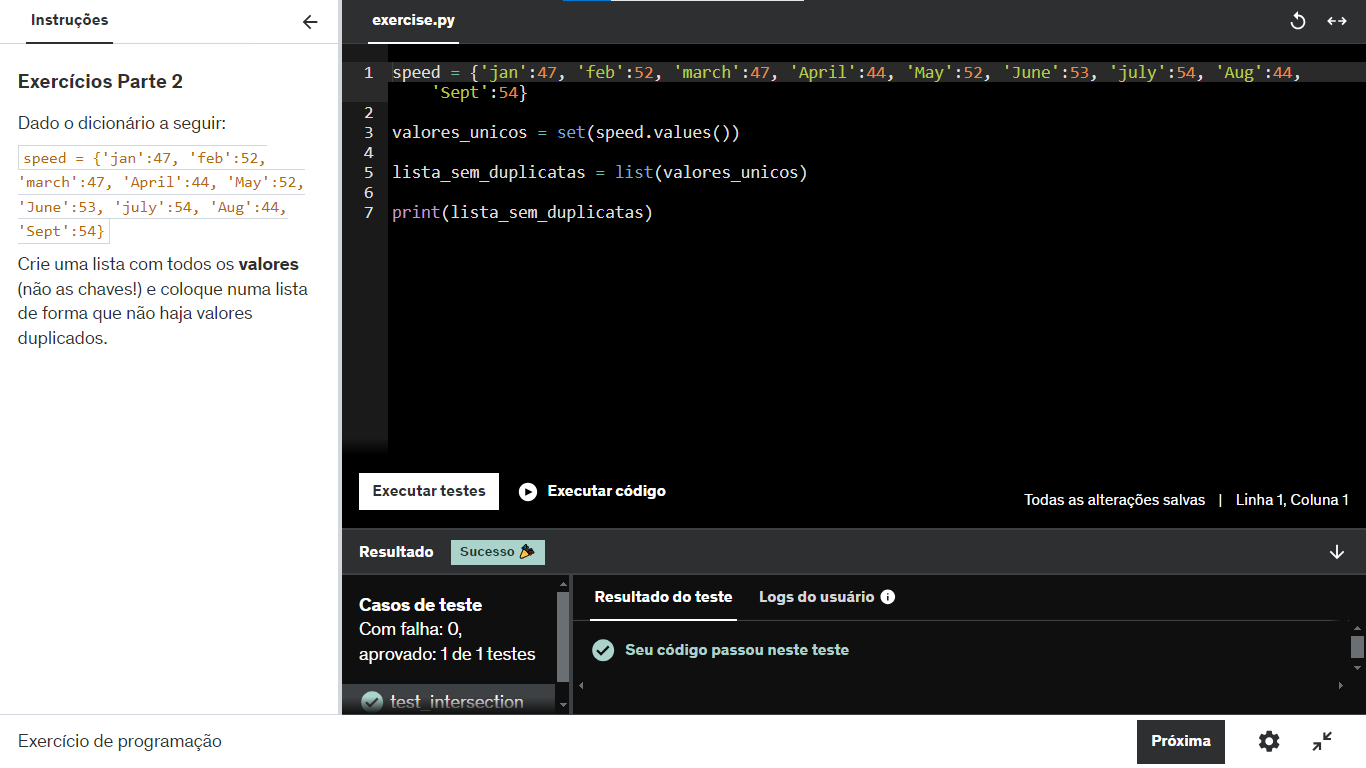 Instruções
exercise.py
Exercícios Parte 2
Dado o dicionário a seguir:
speed = {'jan':47, 'feb':52,
'march':47, 'April':44, 'May':52,
'June':53, 'july':54, 'Aug':44,
'Sept':54}
Crie uma lista com todos os valores
(não as chaves!) e coloque numa lista
de forma que não haja valores
duplicados.
1 speed = {'jan':47, 'feb':52, 'march':47, 'April':44, 'May':52, 'June':53, 'july':54, 'Aug':44,
'Sept':54}
2
3 valores_unicos = set(speed.values())
4
5 lista_sem_duplicatas = list(valores_unicos)
6
7 print(lista_sem_duplicatas)
Executar testes
Executar código
Todas as alterações salvas | Linha 1, Coluna 1
Resultado
Sucesso
Casos de teste
Com falha: 0,
aprovado: 1 de 1 testes
test_intersection
Resultado do teste
Logs do usuário
Seu código passou neste teste
Exercício de programação
Próxima